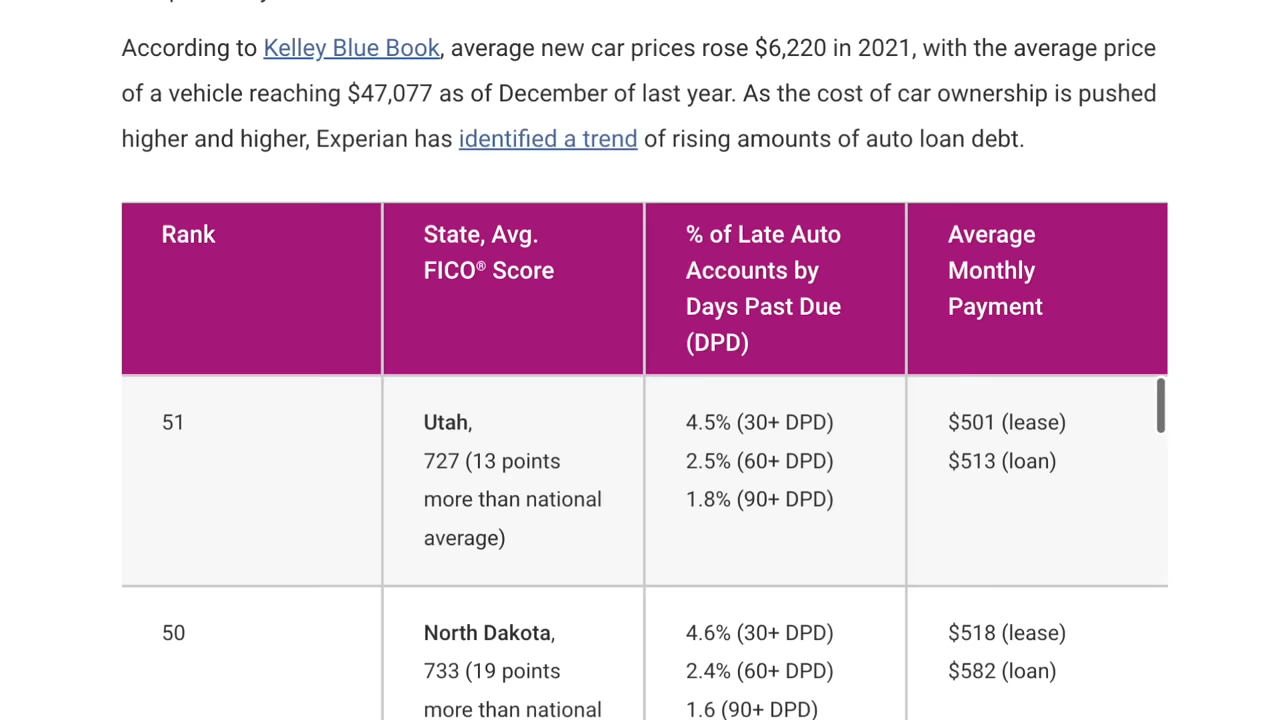 According to Kelley Blue Book, average new car prices rose $6,220 in 2021, with the average price
of a vehicle reaching $47,077 as of December of last year. As the cost of car ownership is pushed
higher and higher, Experian has identified a trend of rising amounts of auto loan debt.
Rank
State, Avg.
FICO® Score
% of Late Auto
Accounts by
Days Past Due
(DPD)
Average
Monthly
Payment
51
Utah,
727 (13 points
more than national
average)
4.5% (30+ DPD)
2.5% (60+ DPD)
1.8% (90+ DPD)
$501 (lease)
$513 (loan)
50
North Dakota,
733 (19 points
more than national
4.6% (30+ DPD)
2.4% (60+ DPD)
1.6 (90+ DPD)
$518 (lease)
$582 (loan)